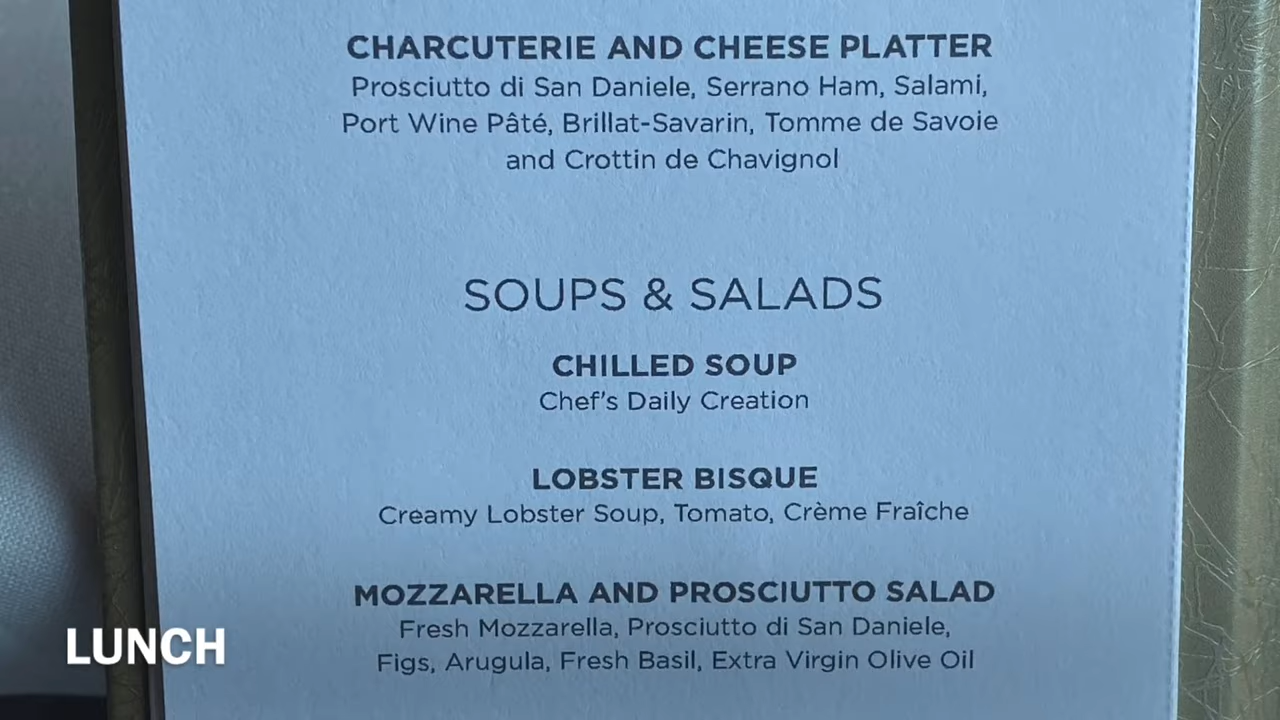 CHARCUTERIE AND CHEESE PLATTER
Prosciutto di San Daniele, Serrano Ham, Salami,
Port Wine Pâté, Brillat-Savarin, Tomme de Savoie
and Crottin de Chavignol
SOUPS & SALADS
CHILLED SOUP
Chef's Daily Creation
LOBSTER BISQUE
Creamy Lobster Soup, Tomato, Crème Fraîche
MOZZARELLA AND PROSCIUTTO SALAD
Fresh Mozzarella, Prosciutto di San Daniele,
Figs, Arugula, Fresh Basil, Extra Virgin Olive Oil
LUNCH